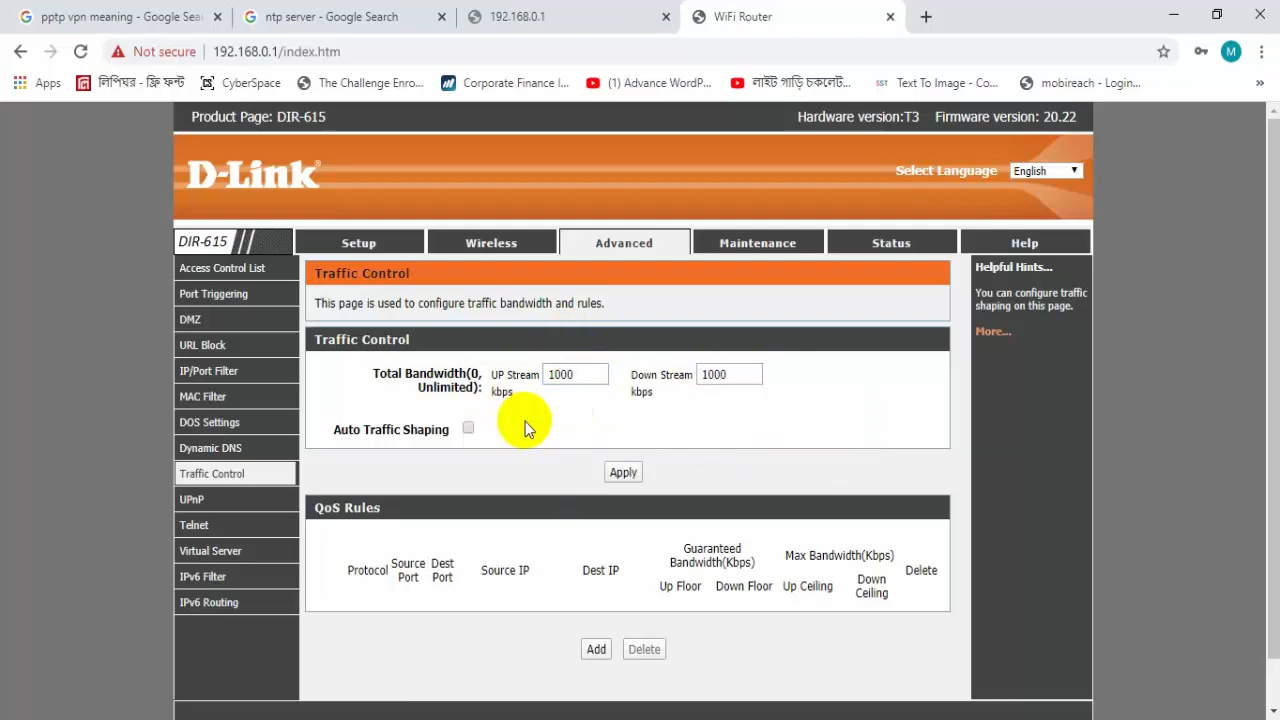 pptp vpn meaning - Google Sea
ntp server - Google Search
192.168.0.1
WiFi Router
Not secure
192.168.0.1/index.htm
M
Apps
লিপিঘর - ফ্রি ফন্ট
CyberSpace
The Challenge Enro...
Corporate Finance I...
(1) Advance WordP...
লাইট গাড়ি চকলেট...
SST Text To Image - Co...
mobireach - Login...
»
Product Page: DIR-615
Hardware version:T3 Firmware version: 20.22
D-Link®
Select Language English
DIR-615
Setup
Wireless
Advanced
Maintenance
Status
Help
Access Control List
Port Triggering
DMZ
URL Block
IP/Port Filter
MAC Filter
DOS Settings
Dynamic DNS
Traffic Control
UPnP
Telnet
Virtual Server
IPv6 Filter
IPv6 Routing
Traffic Control
This page is used to configure traffic bandwidth and rules.
Traffic Control
Total Bandwidth(0,
Unlimited):
UP Stream 1000
kbps
Down Stream 1000
kbps
Auto Traffic Shaping
Apply
QoS Rules
Protocol
Source
Port
Dest
Port
Source IP
Dest IP
Guaranteed
Bandwidth(Kbps)
Up Floor
Down Floor
Max Bandwidth(Kbps)
Up Ceiling
Down
Ceiling
Delete
Add
Delete
Helpful Hints...
You can configure traffic
shaping on this page.
More...